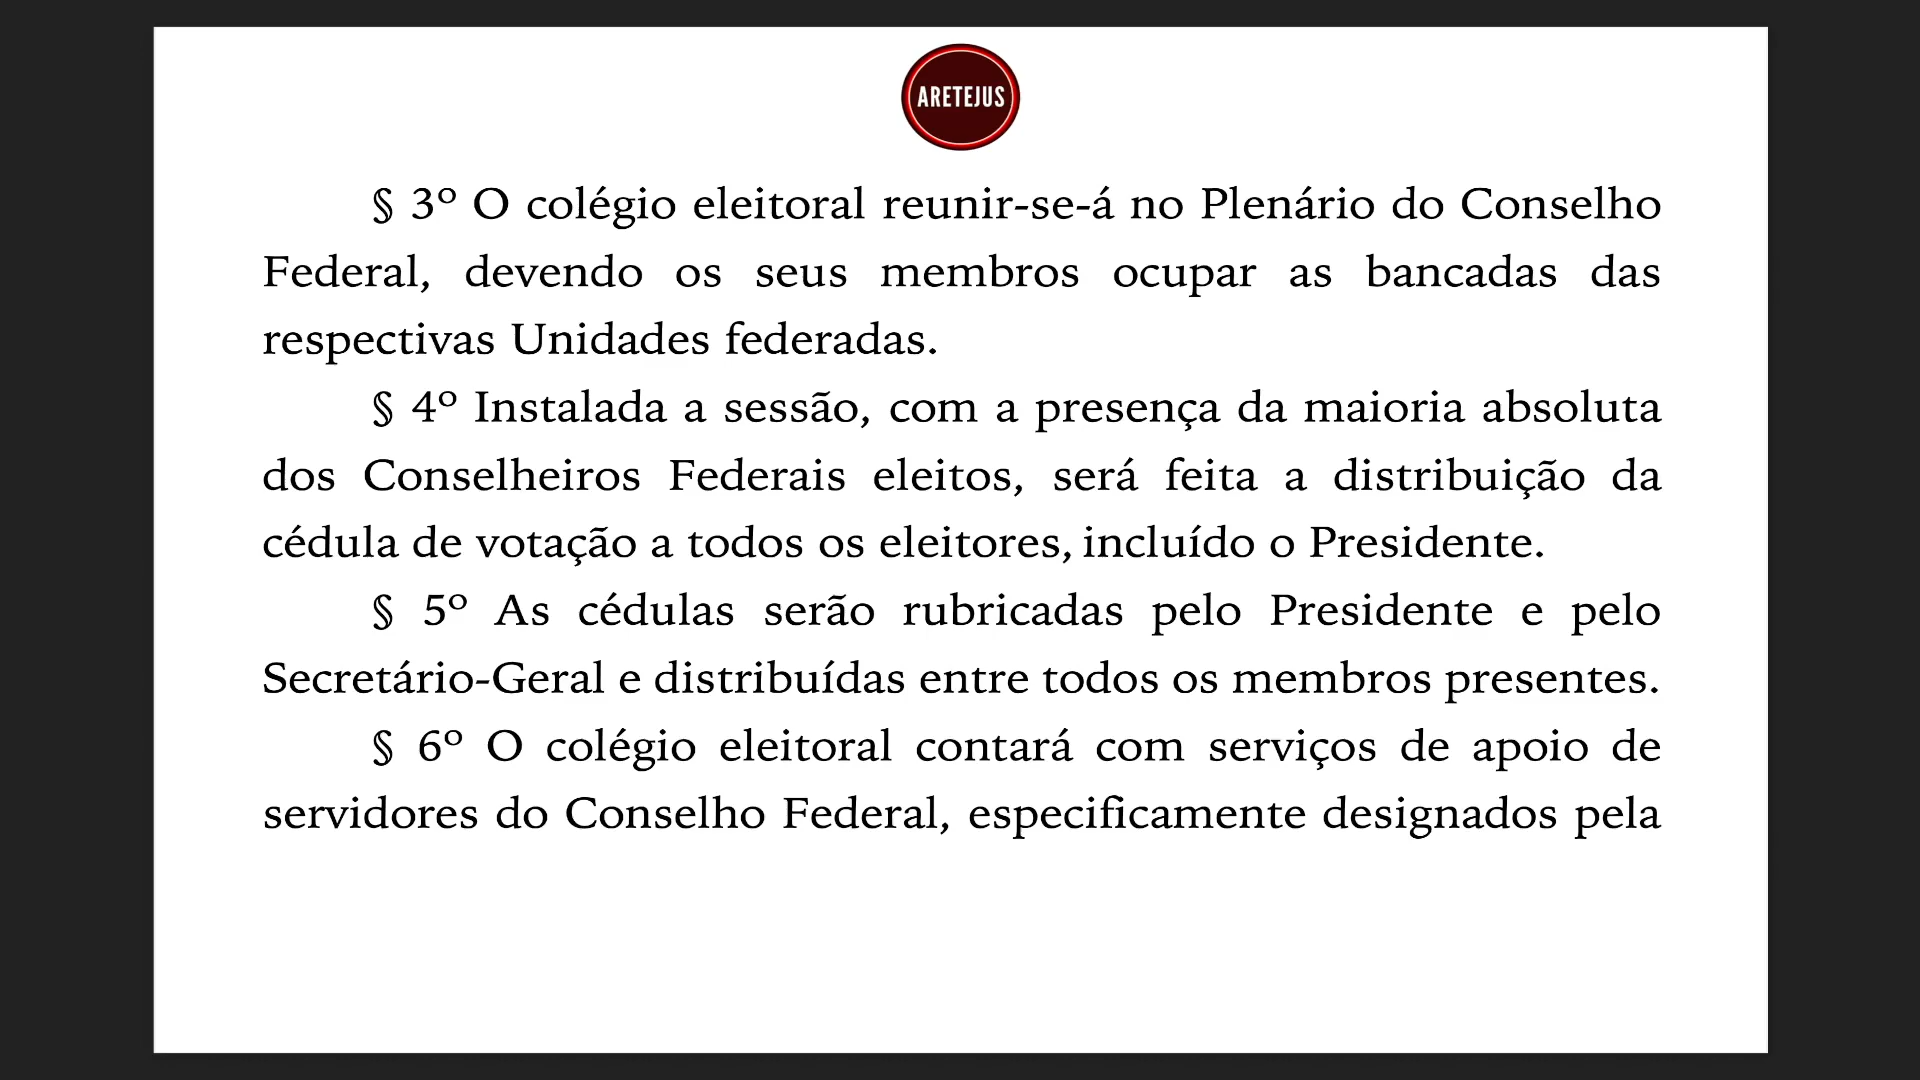 ARETEJUS
§ 3º O colégio eleitoral reunir-se-á no Plenário do Conselho
Federal, devendo os seus membros ocupar as bancadas das
respectivas Unidades federadas.
§ 4º Instalada a sessão, com a presença da maioria absoluta
dos Conselheiros Federais eleitos, será feita a distribuição da
cédula de votação a todos os eleitores, incluído o Presidente.
§ 5º As cédulas serão rubricadas pelo Presidente e pelo
Secretário-Geral e distribuídas entre todos os membros presentes.
§ 6º O colégio eleitoral contará com serviços de apoio de
servidores do Conselho Federal, especificamente designados pela